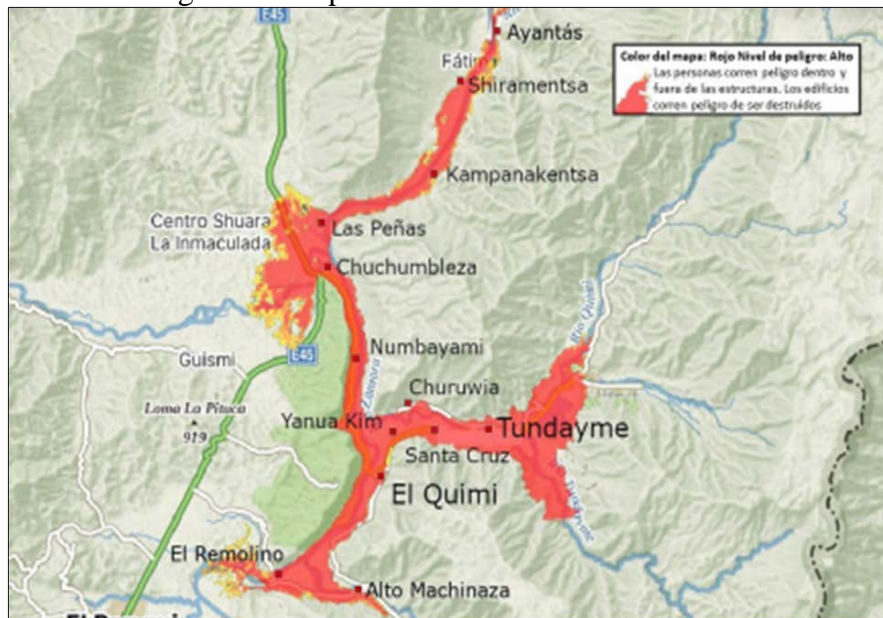 E45
Ayantás
Shiramentsa
Color del mapa: Rojo Nivel de peligro: Alto
Las personas corren peligro dentro y
fuera de las estructuras. Los edificios
corren peligro de ser destruidos
Kampanakentsa
Centro Shuara
La Inmaculada
Las Peñas
Chuchumbleza
Río Quimi
E45
Numbayami
Guismi
Zamora
Churuwia
Loma La Pituca
919
Yanua Kim
Tundayme
Santa Cruz
El Quimi
Tundayme
El Remolino
Alto Machinaza